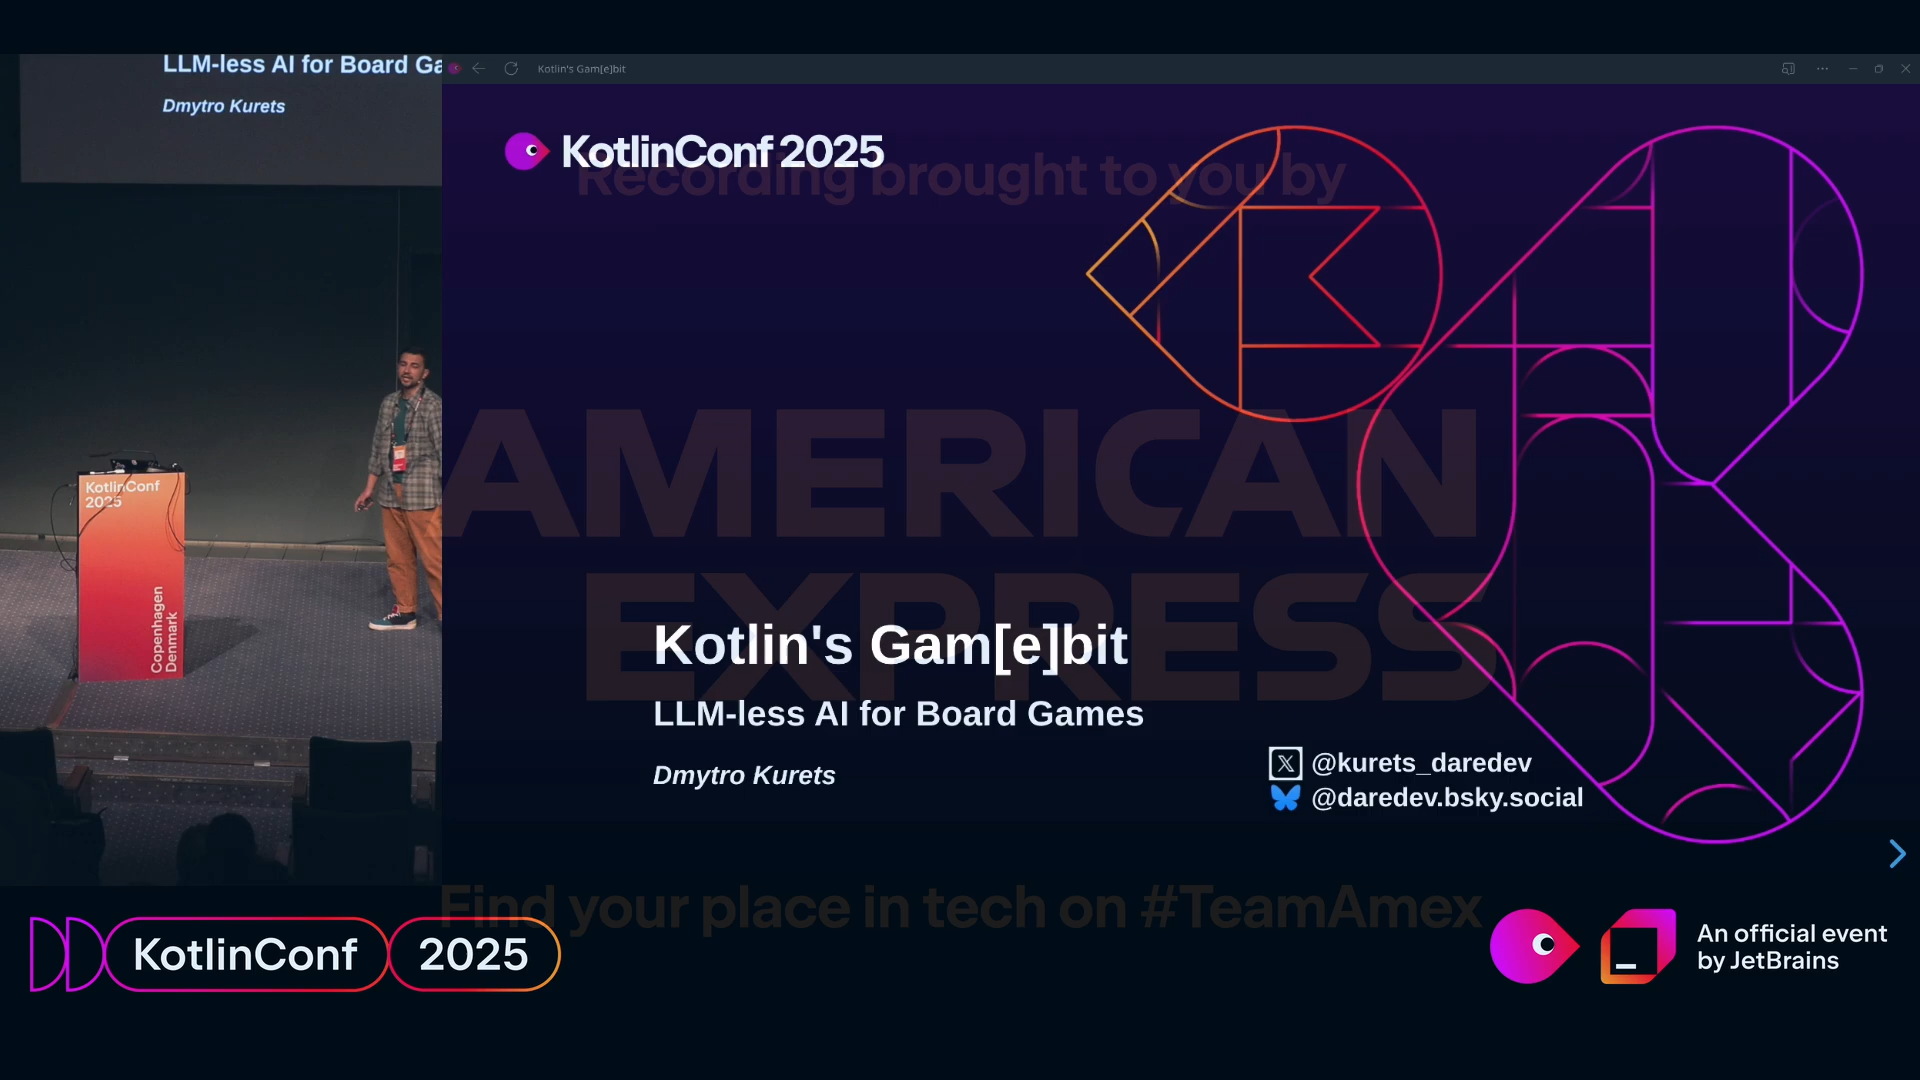 LLM-less AI for Board Ga
Dmytro Kurets
KotlinConf
2025
Copenhagen
Denmark
Kotlin's Gam[e]bit
KotlinConf 2025
Recording brought to you by
AMERICAN
EXPRESS
Kotlin's Gam[e]bit
LLM-less AI for Board Games
Dmytro Kurets
@kurets_daredev
@daredev.bsky.social
Find your place in tech on #TeamAmex
KotlinConf 2025
An official event
by JetBrains